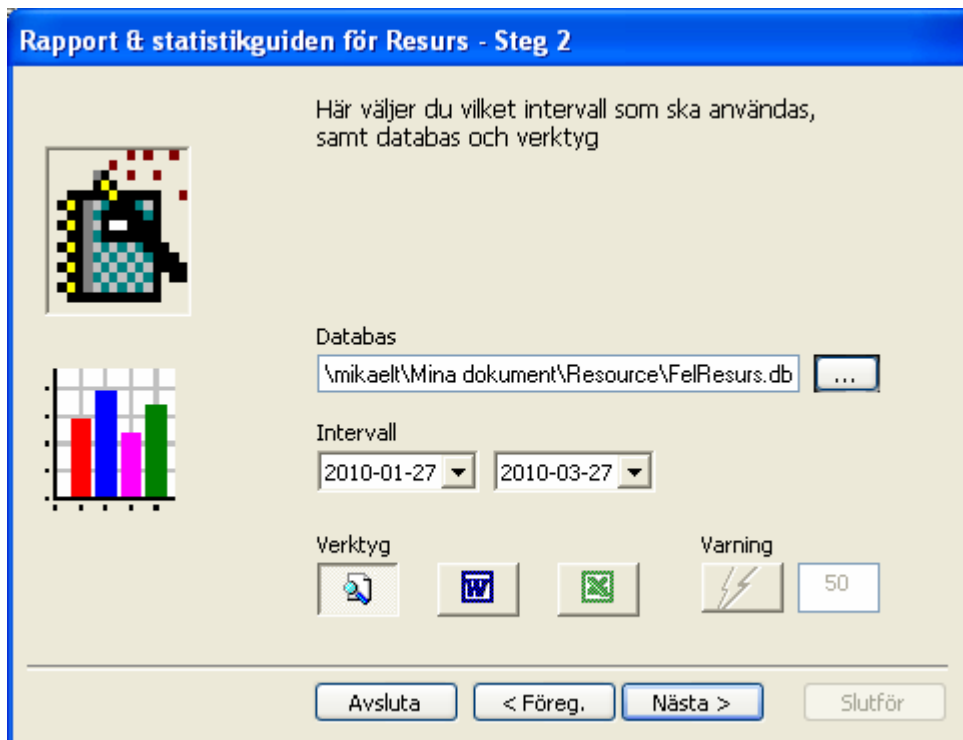 Rapport & statistikguiden för Resurs - Steg 2
Här väljer du vilket intervall som ska användas,
samt databas och verktyg
Databas
\mikaelt\Mina dokument\Resource\FelResurs.db
...
Intervall
2010-01-27 2010-03-27
Verktyg Varning
W X 50
Avsluta < Föreg. Nästa > Slutför